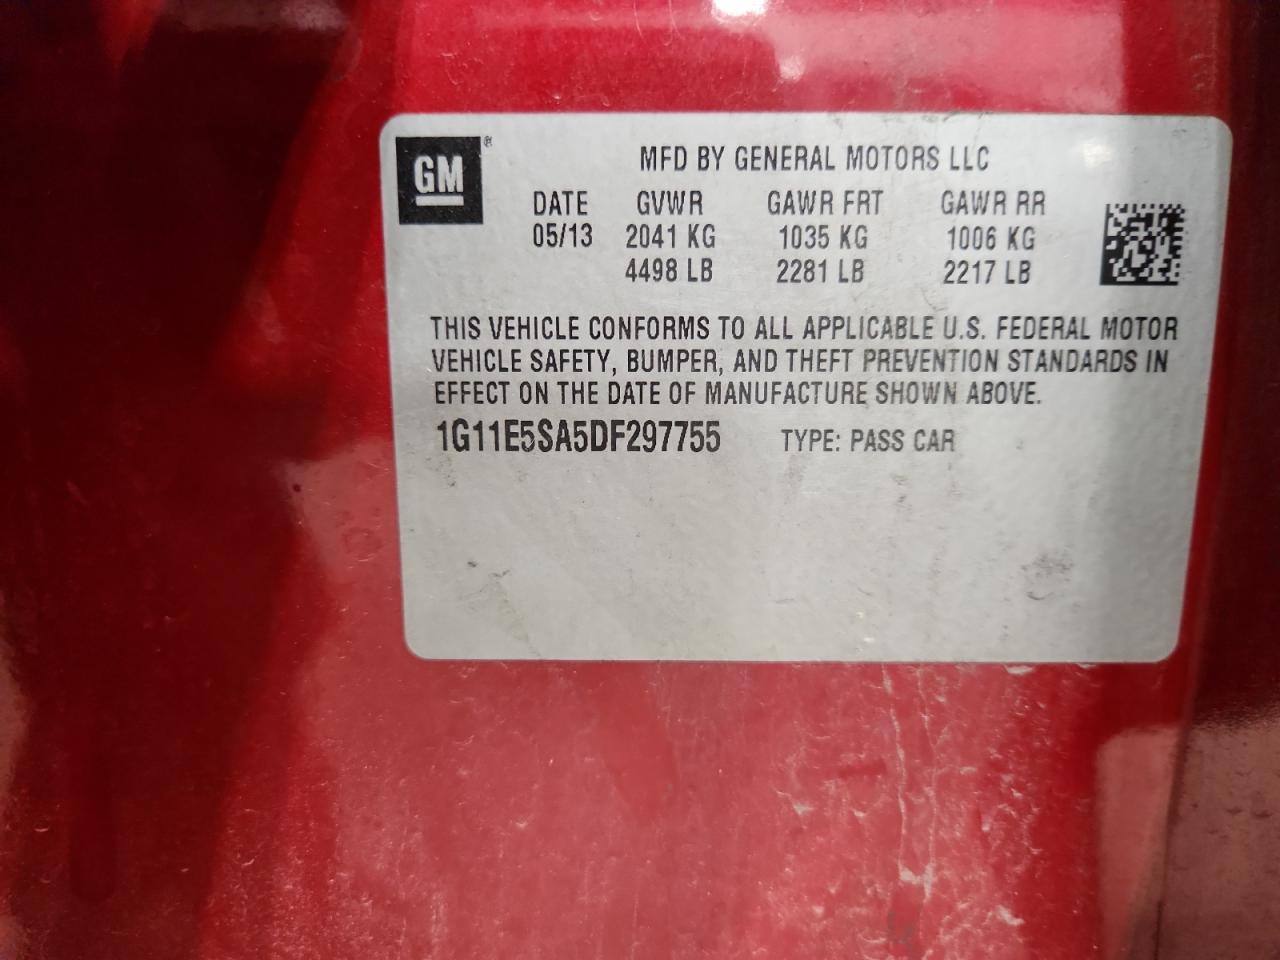 GM®
MFD BY GENERAL MOTORS LLC
DATE GVWR GAWR FRT GAWR RR
05/13 2041 KG 1035 KG 1006 KG
4498 LB 2281 LB 2217 LB
THIS VEHICLE CONFORMS TO ALL APPLICABLE U.S. FEDERAL MOTOR
VEHICLE SAFETY, BUMPER, AND THEFT PREVENTION STANDARDS IN
EFFECT ON THE DATE OF MANUFACTURE SHOWN ABOVE.
1G11E5SA5DF297755 TYPE: PASS CAR